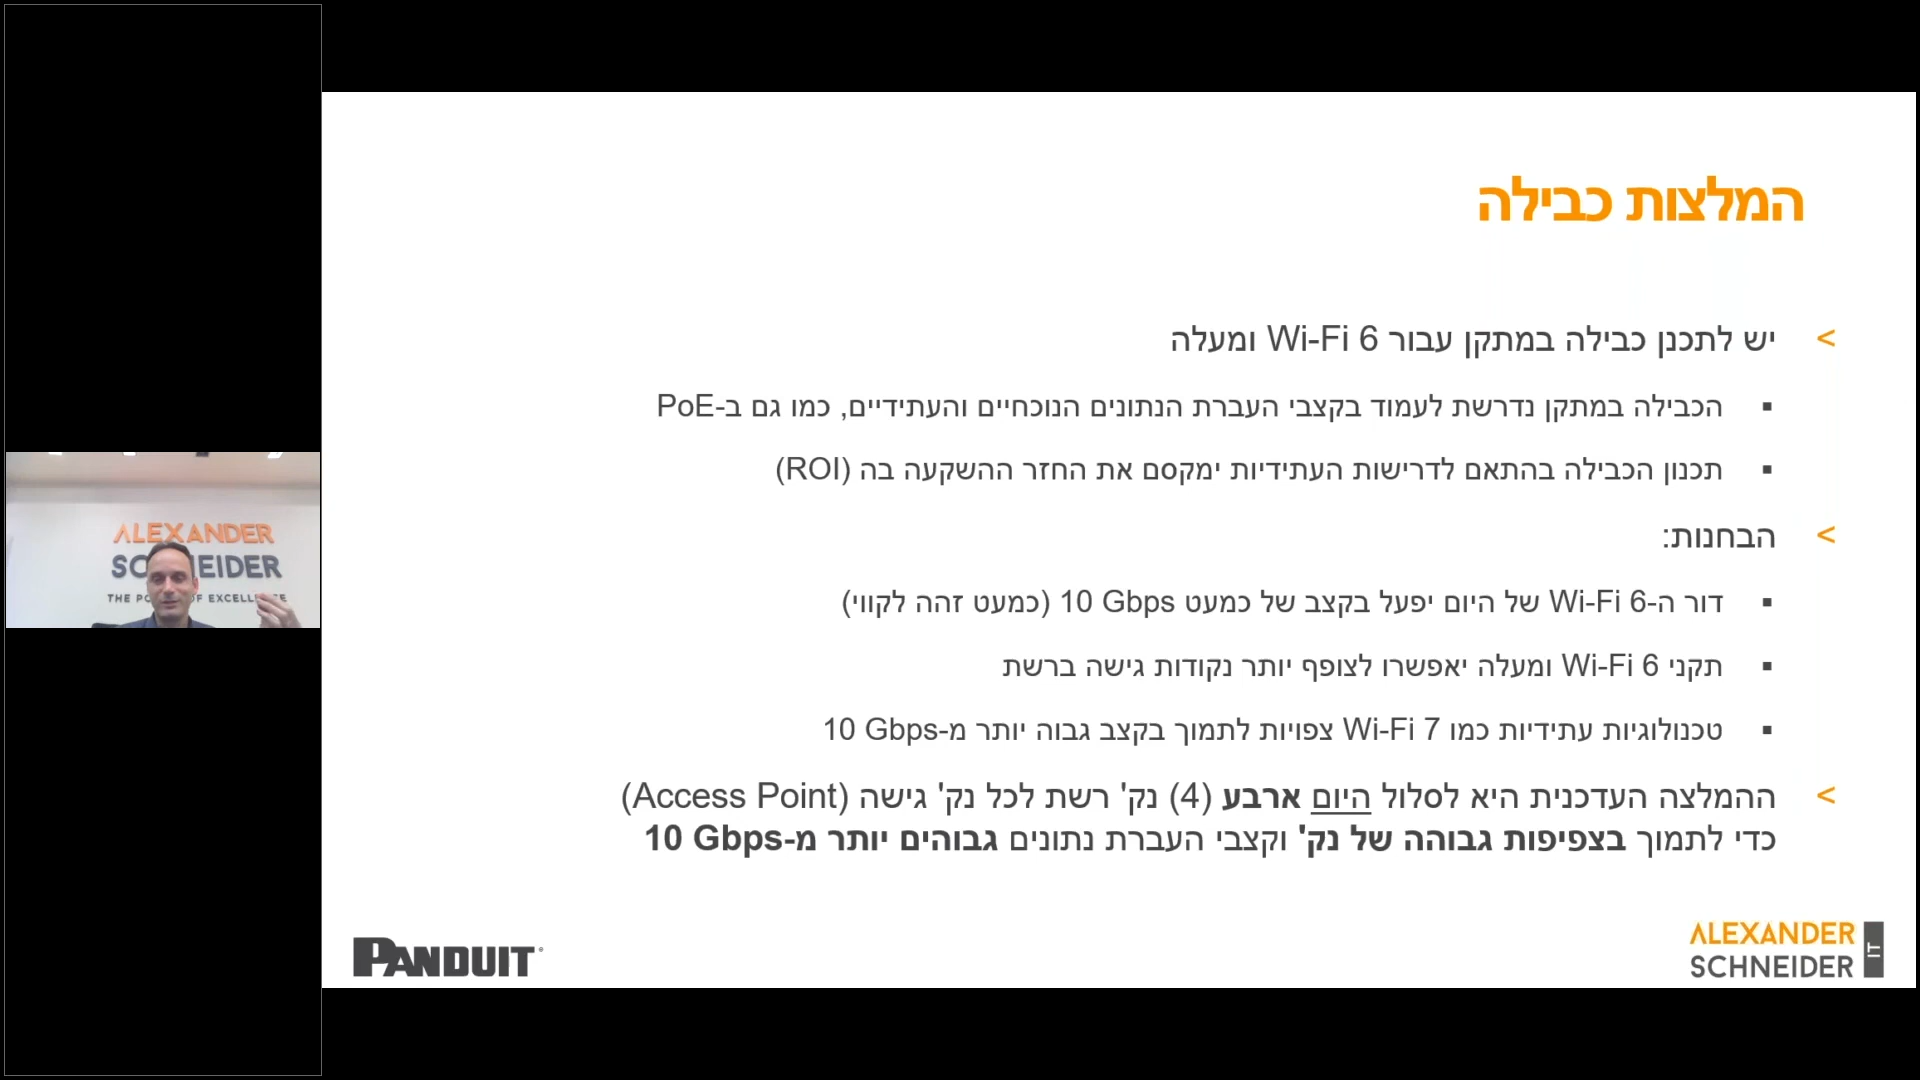 המלצות כבילה
> יש לתכנן כבילה במתקן עבור Wi-Fi 6 ומעלה
▪ הכבילה במתקן נדרשת לעמוד בקצבי העברת הנתונים הנוכחיים והעתידיים, כמו גם ב-PoE
▪ תכנון הכבילה בהתאם לדרישות העתידיות ימקסם את החזר ההשקעה בה (ROI)
> הבחנות:
▪ דור ה-Wi-Fi 6 של היום יפעל בקצב של כמעט 10 Gbps (כמעט זהה לקווי)
▪ תקני Wi-Fi 6 ומעלה יאפשרו לצופף יותר נקודות גישה ברשת
▪ טכנולוגיות עתידיות כמו Wi-Fi 7 צפויות לתמוך בקצב גבוה יותר מ-10 Gbps
> ההמלצה העדכנית היא לסלול היום ארבע (4) נק' רשת לכל נק' גישה (Access Point)
כדי לתמוך בצפיפות גבוהה של נק' וקצבי העברת נתונים גבוהים יותר מ-10 Gbps
PANDUIT
ALEXANDER
SCHNEIDER
IT
ALEXANDER
SCHNEIDER